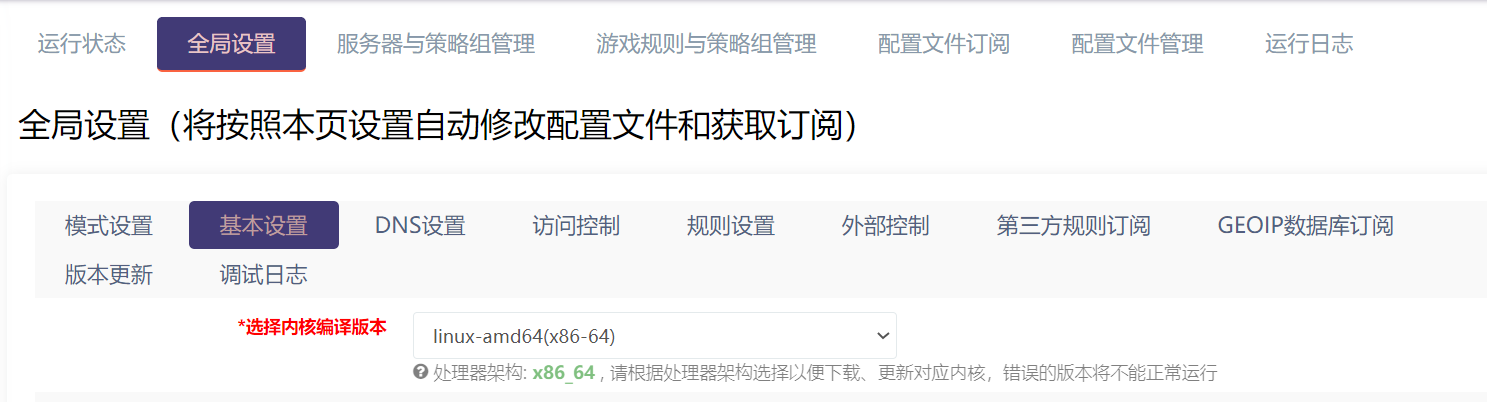 运行状态 全局设置 服务器与策略组管理 游戏规则与策略组管理 配置文件订阅 配置文件管理 运行日志
全局设置（将按照本页设置自动修改配置文件和获取订阅）
模式设置 基本设置 DNS设置 访问控制 规则设置 外部控制 第三方规则订阅 GEOIP数据库订阅
版本更新 调试日志
*选择内核编译版本 linux-amd64(x86-64)
处理器架构: x86_64 , 请根据处理器架构选择以便下载、更新对应内核，错误的版本将不能正常运行